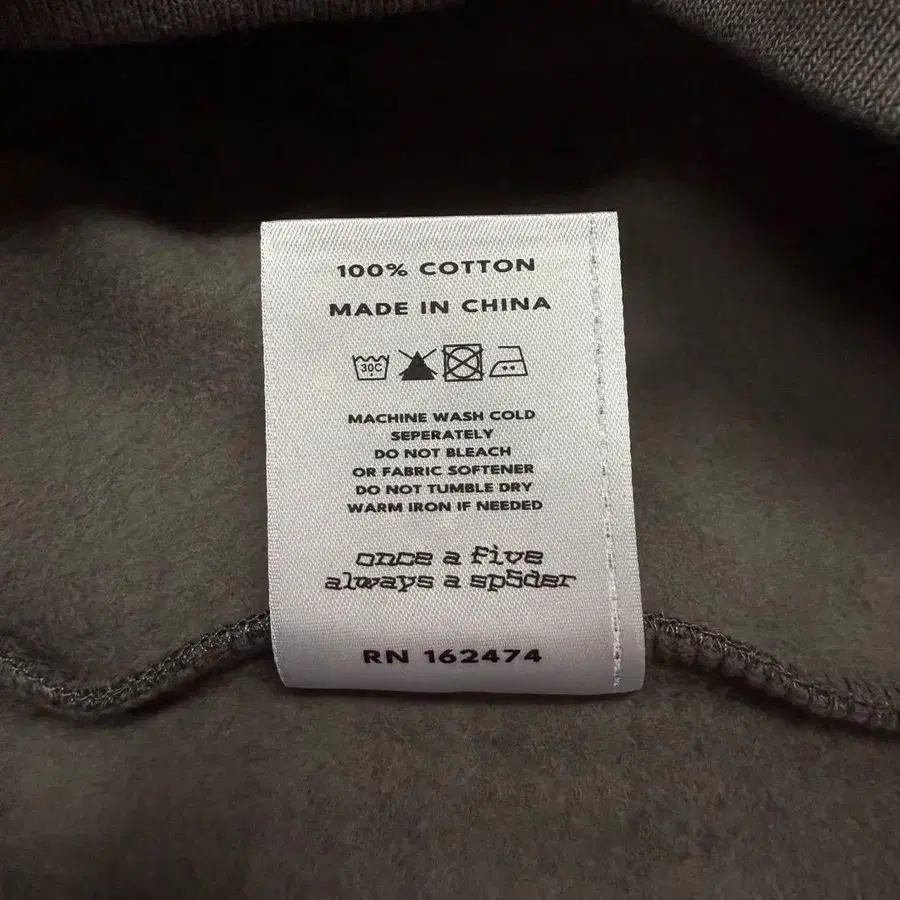 100% COTTON
MADE IN CHINA
30C
MACHINE WASH COLD
SEPERATELY
DO NOT BLEACH
OR FABRIC SOFTENER
DO NOT TUMBLE DRY
WARM IRON IF NEEDED
once a five
always a sp5der
RN 162474